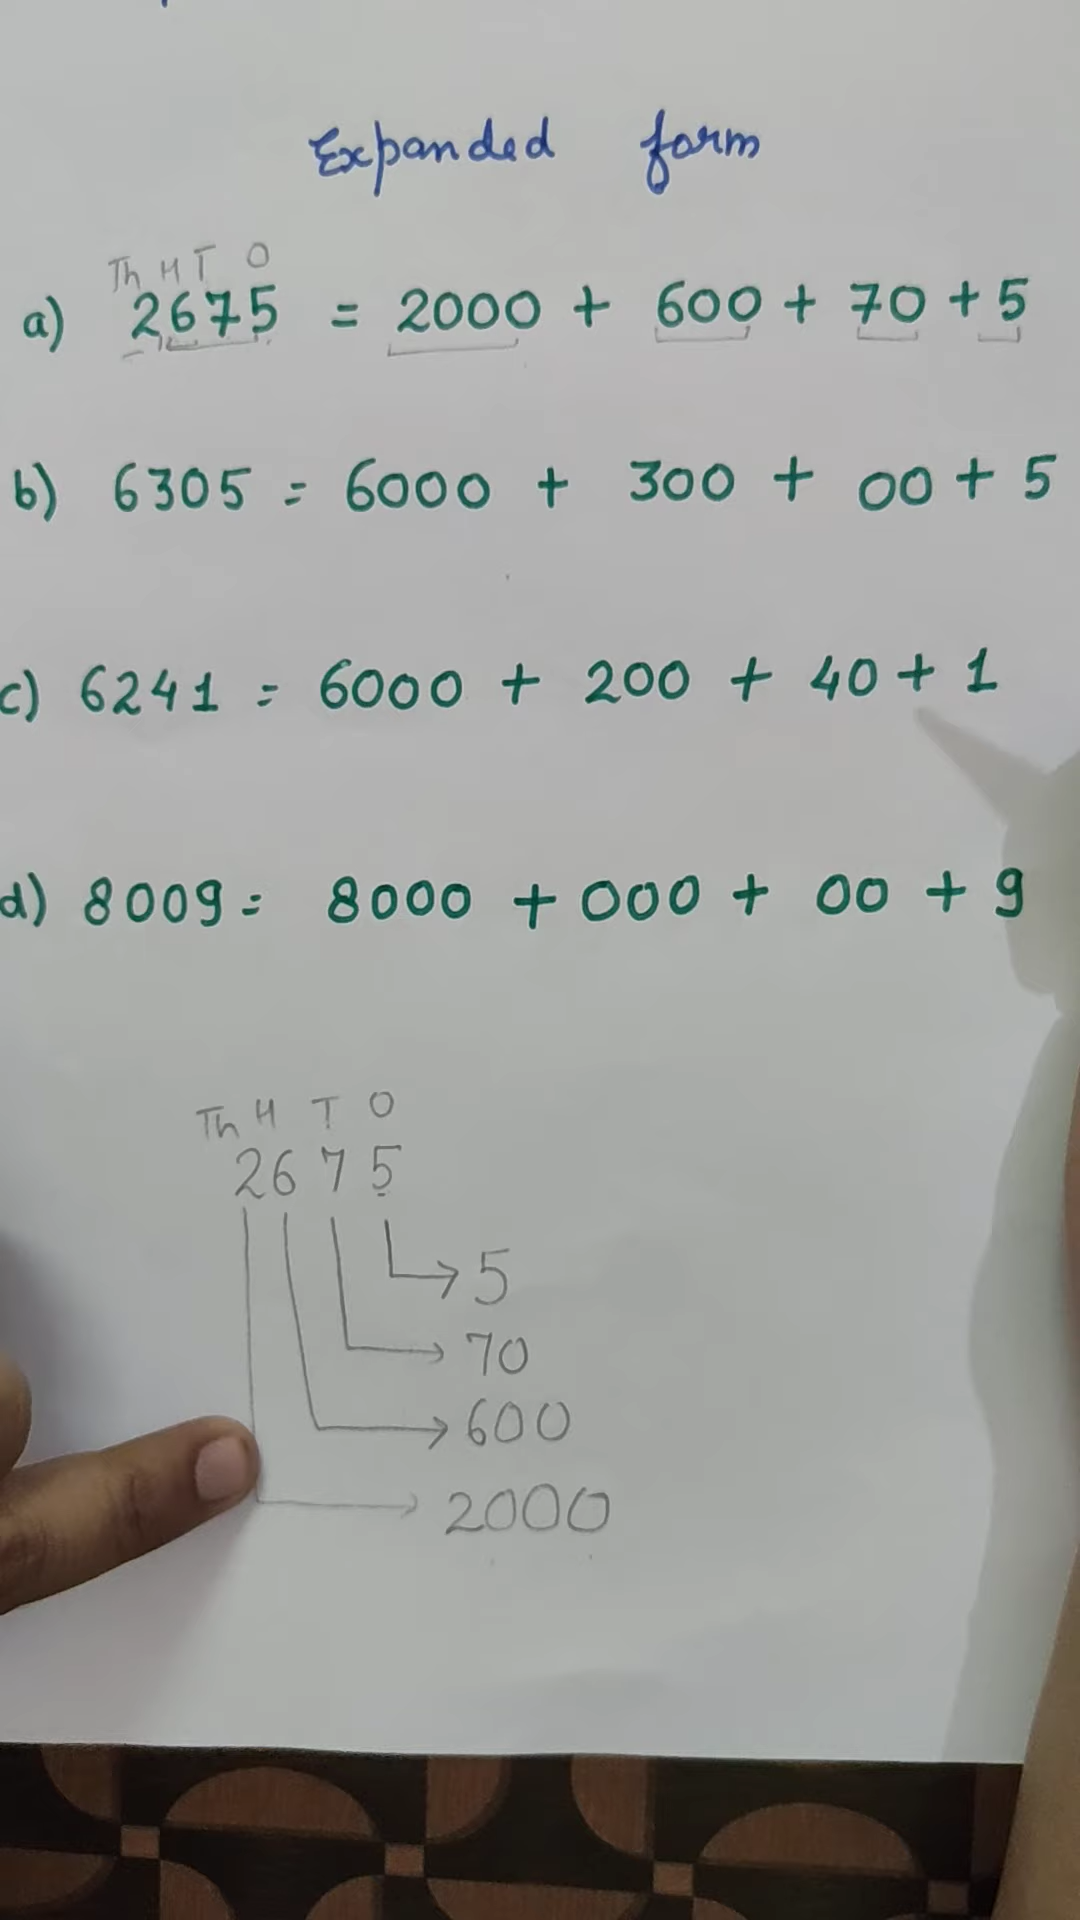 Expanded form
Th H T O
a) 2675 = 2000 + 600 + 70 + 5
b) 6305 = 6000 + 300 + 00 + 5
c) 6241 = 6000 + 200 + 40 + 1
d) 8009 = 8000 + 000 + 00 + 9
Th H T O
2675
5
70
600
2000